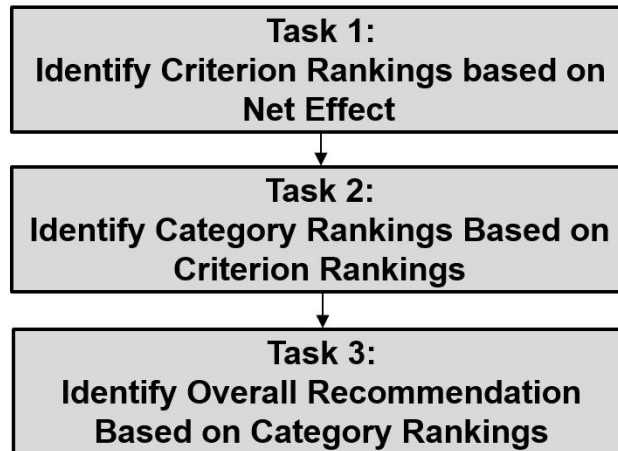 Task 1:
Identify Criterion Rankings based on
Net Effect
Task 2:
Identify Category Rankings Based on
Criterion Rankings
Task 3:
Identify Overall Recommendation
Based on Category Rankings